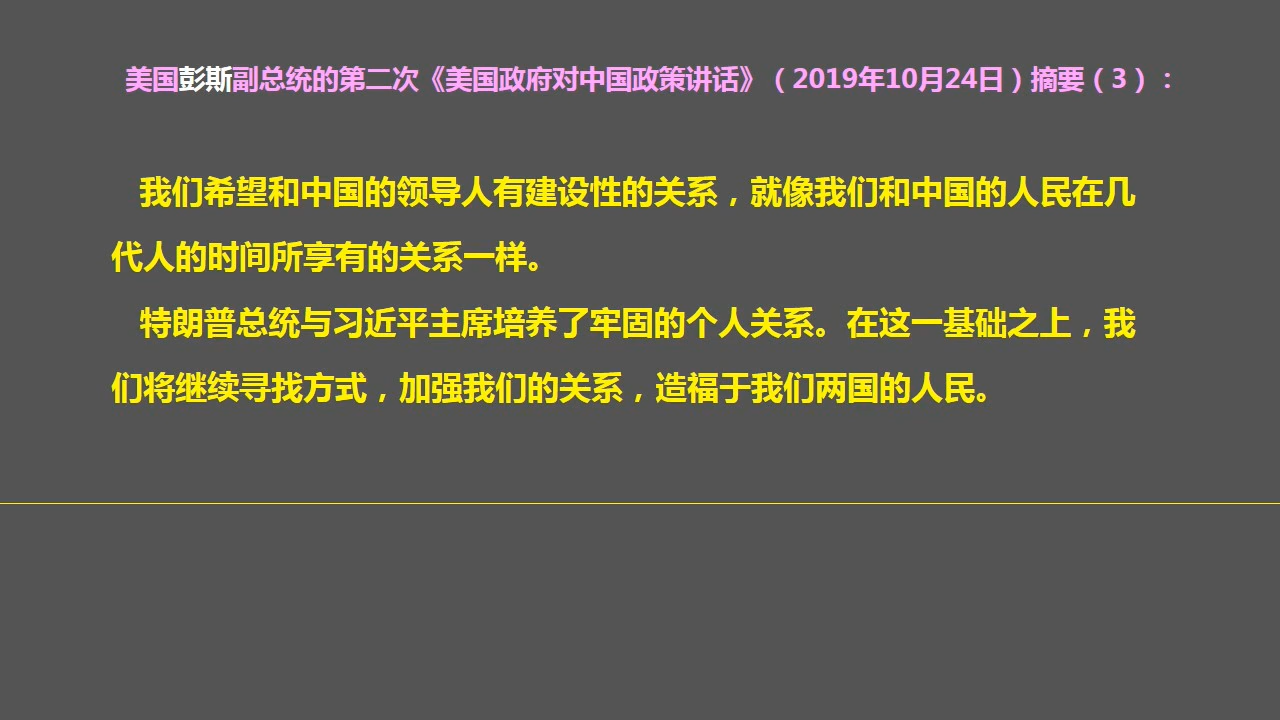 美国彭斯副总统的第二次《美国政府对中国政策讲话》（2019年10月24日）摘要（3）：
我们希望和中国的领导人有建设性的关系，就像我们和中国的人民在几
代人的时间所享有的关系一样。
特朗普总统与习近平主席培养了牢固的个人关系。在这一基础之上，我
们将继续寻找方式，加强我们的关系，造福于我们两国的人民。